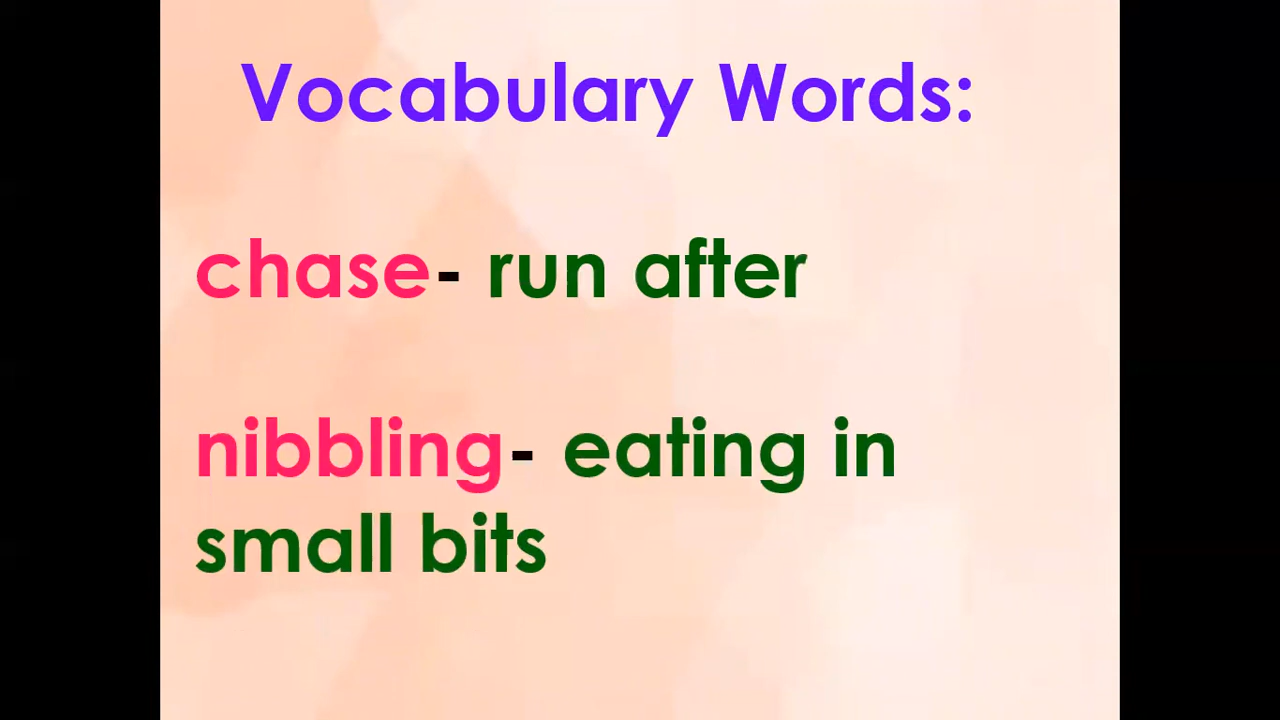 Vocabulary Words:
chase- run after
nibbling- eating in
small bits